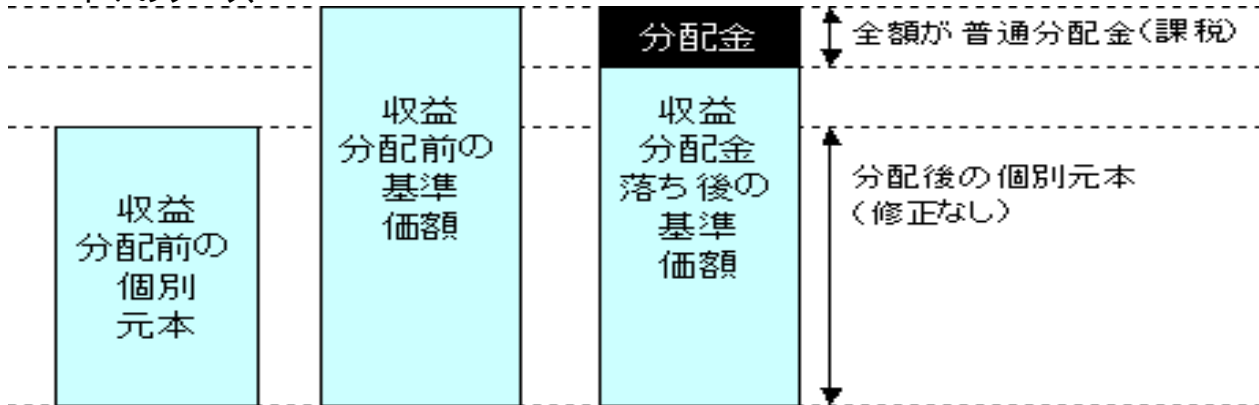 分配金
全額が普通分配金(課税)
収益
分配前の
個別
元本
収益
分配前の
基準
価額
収益
分配金
落ち後の
基準
価額
分配後の個別元本
(修正なし)